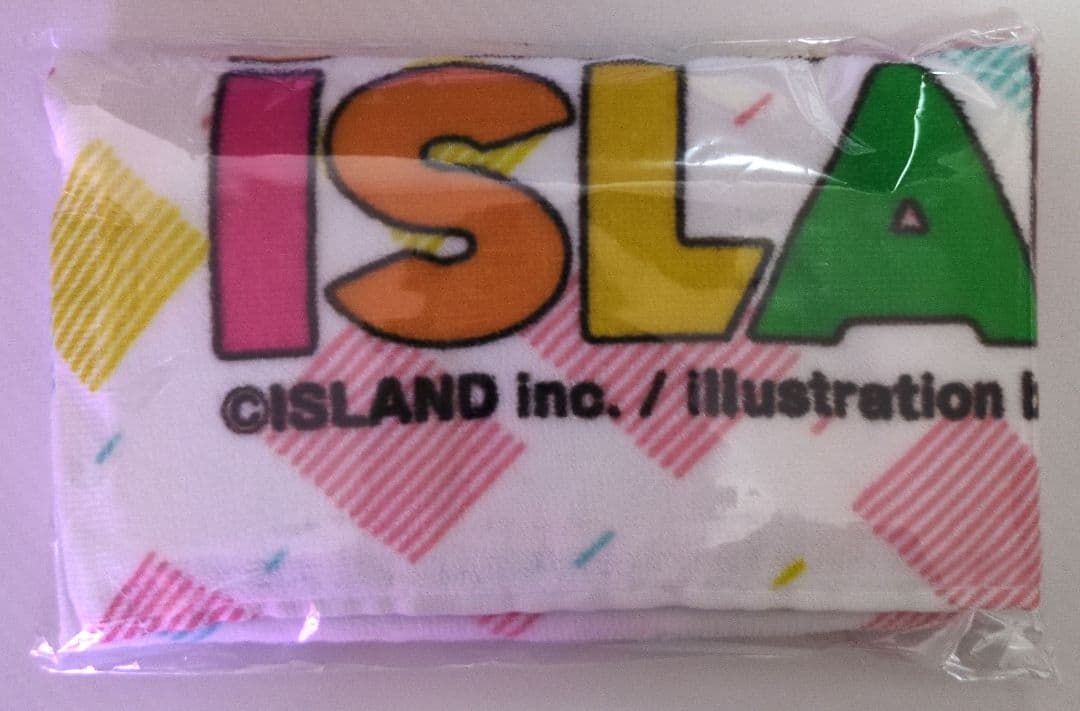 ISLA
©ISLAND inc. / illustration b